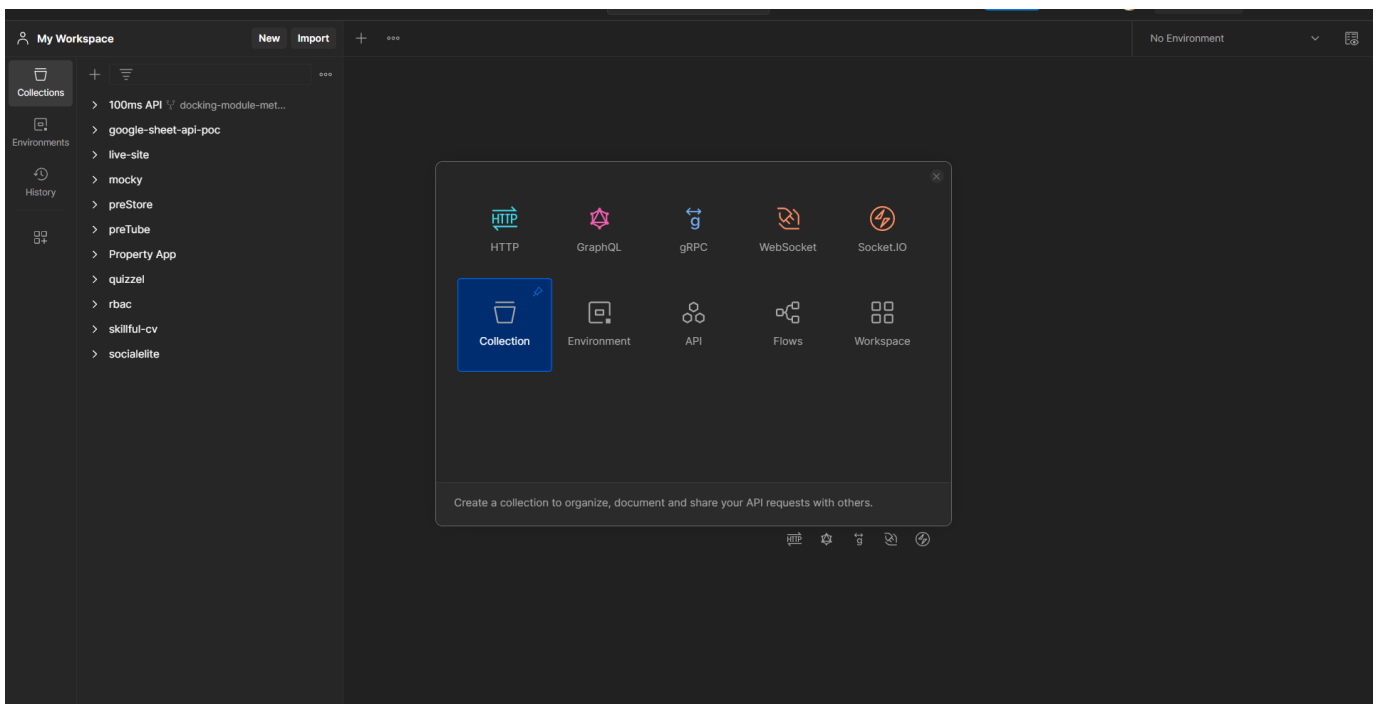 My Workspace New Import No Environment
Collections
100ms API docking-module-met...
google-sheet-api-poc
Environments
live-site
mocky
History
preStore
preTube
Property App
quizzel
rbac
skillful-cv
socialelite
HTTP
HTTP GraphQL gRPC WebSocket Socket.IO
Collection Environment API Flows Workspace
Create a collection to organize, document and share your API requests with others.
HTTP